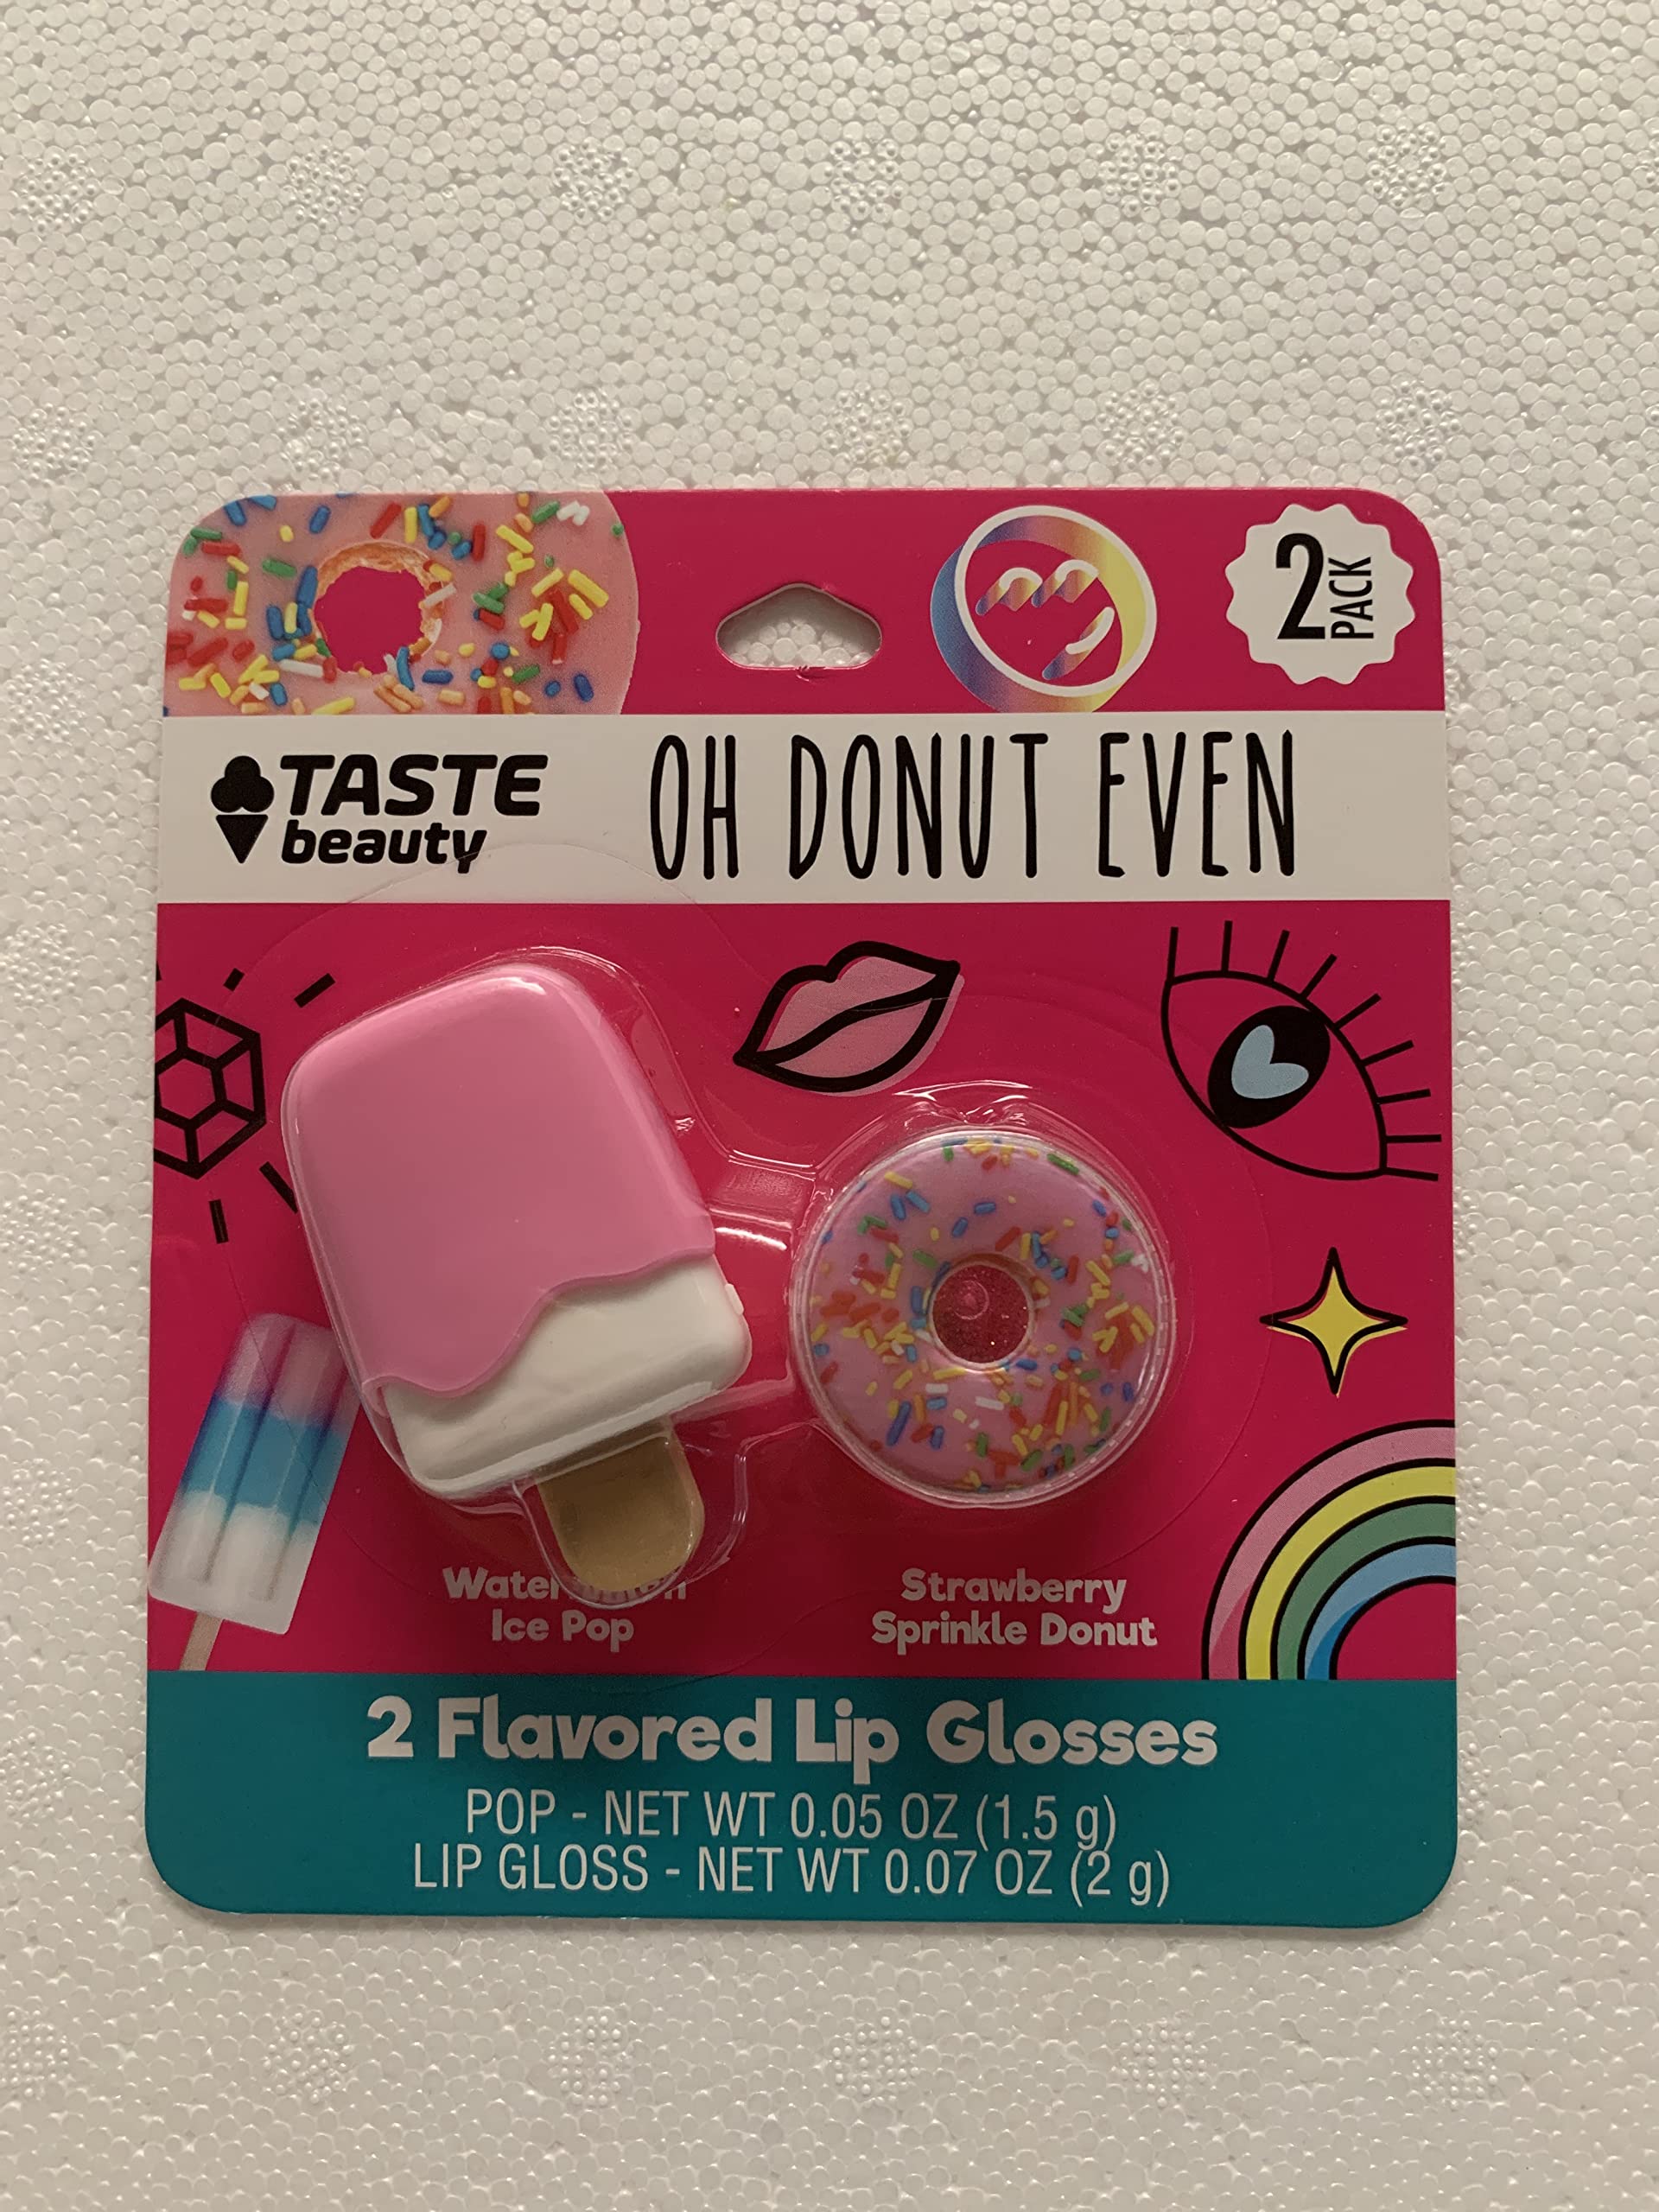 2
PACK
TASTE
beauty
OH DONUT EVEN
Ice Pop
Strawberry
Sprinkle Donut
2 Flavored Lip Glosses
POP - NET WT 0.05 OZ (1.5 g)
LIP GLOSS - NET WT 0.07 OZ (2 g)